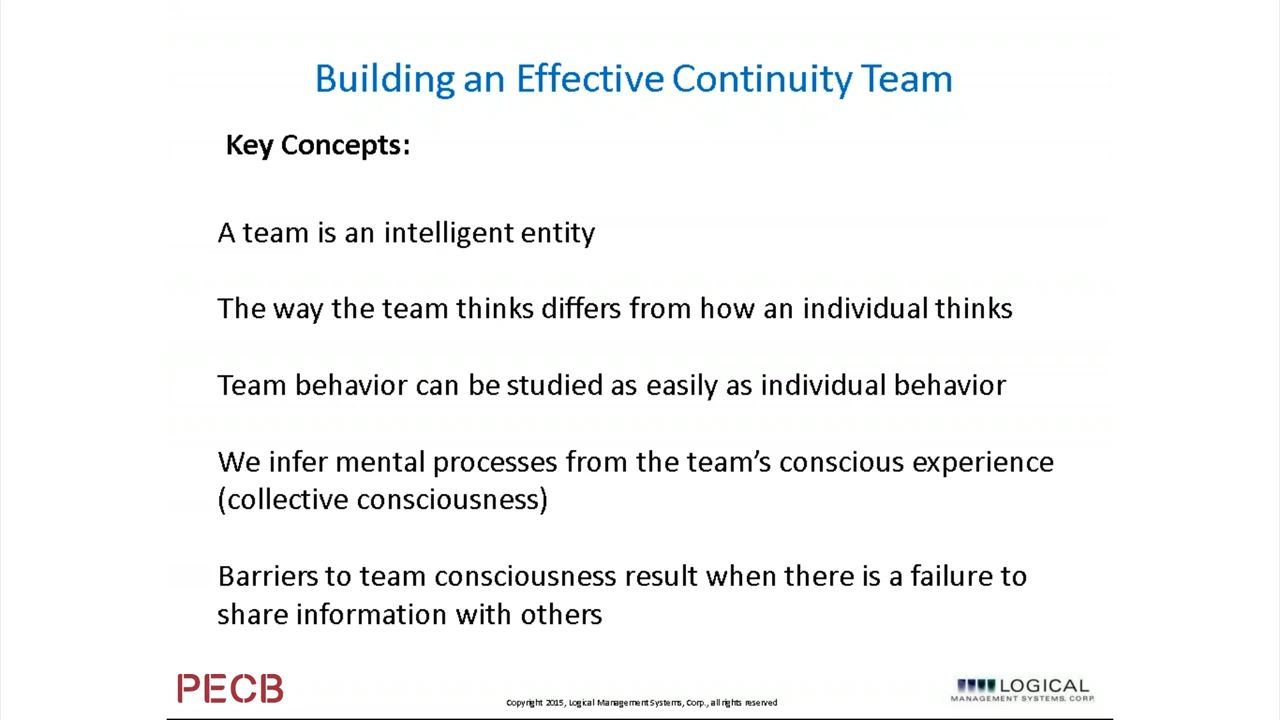 Building an Effective Continuity Team
Key Concepts:
A team is an intelligent entity
The way the team thinks differs from how an individual thinks
Team behavior can be studied as easily as individual behavior
We infer mental processes from the team’s conscious experience
(collective consciousness)
Barriers to team consciousness result when there is a failure to
share information with others
PECB
Copyright 2015, Logical Management Systems, Corp., all rights reserved
LOGICAL
MANAGEMENT SYSTEMS, CORP.